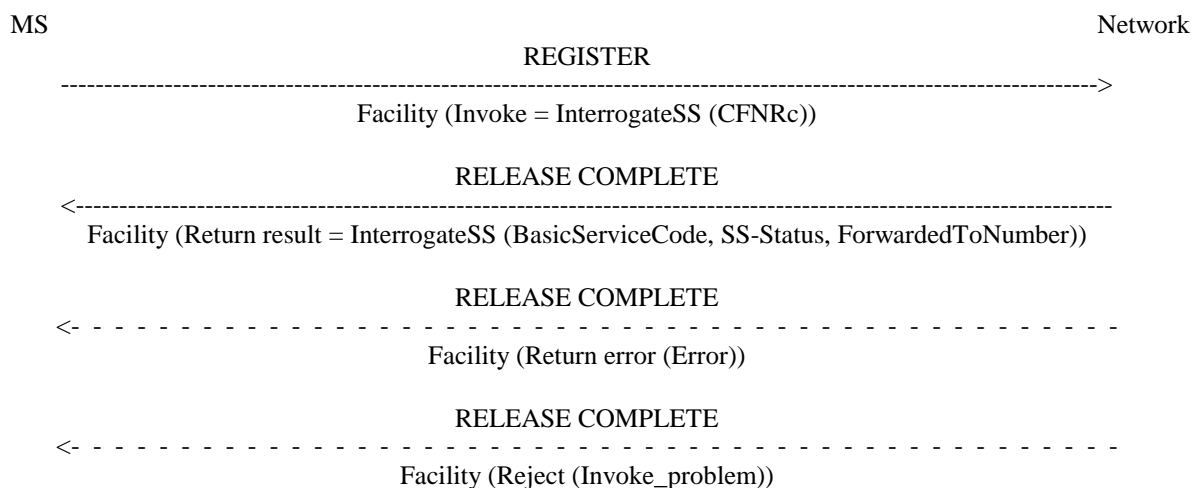 MS Network
REGISTER
Facility (Invoke = InterrogateSS (CFNRc))
RELEASE COMPLETE
Facility (Return result = InterrogateSS (BasicServiceCode, SS-Status, ForwardedToNumber))
RELEASE COMPLETE
Facility (Return error (Error))
RELEASE COMPLETE
Facility (Reject (Invoke_problem))